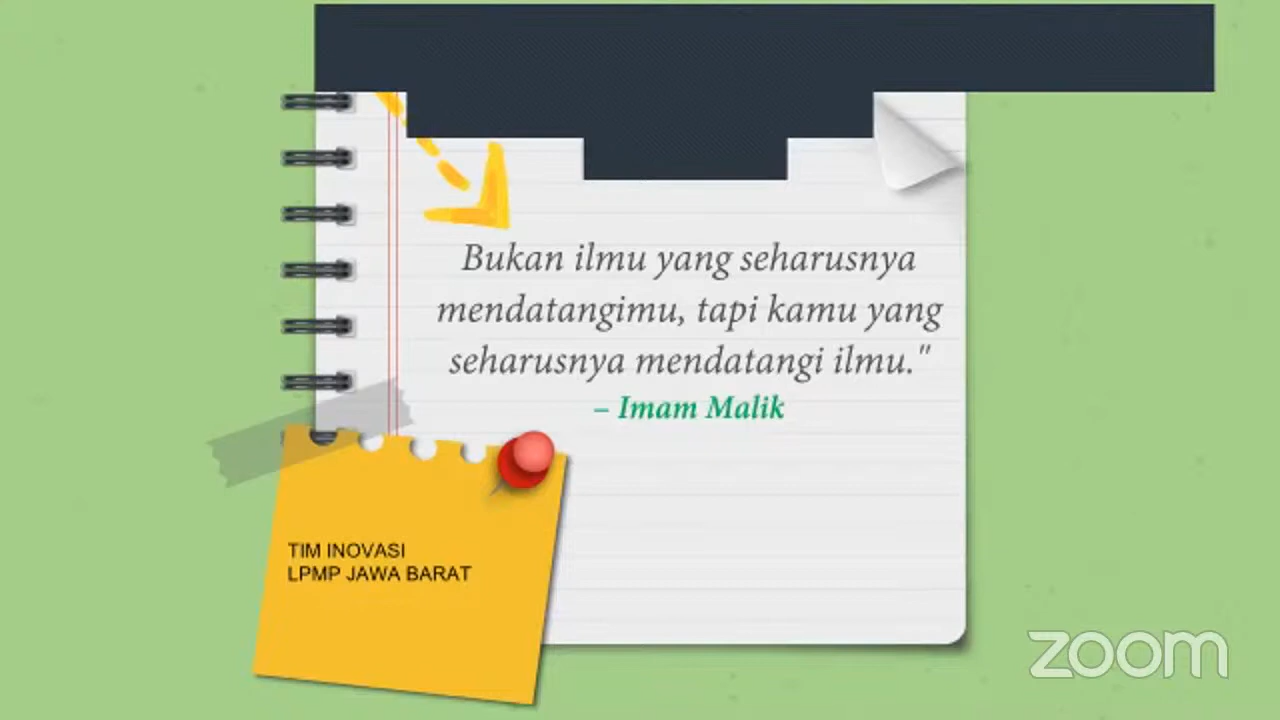 Bukan ilmu yang seharusnya
mendatangimu, tapi kamu yang
seharusnya mendatangi ilmu."
– Imam Malik
TIM INOVASI
LPMP JAWA BARAT
zoom